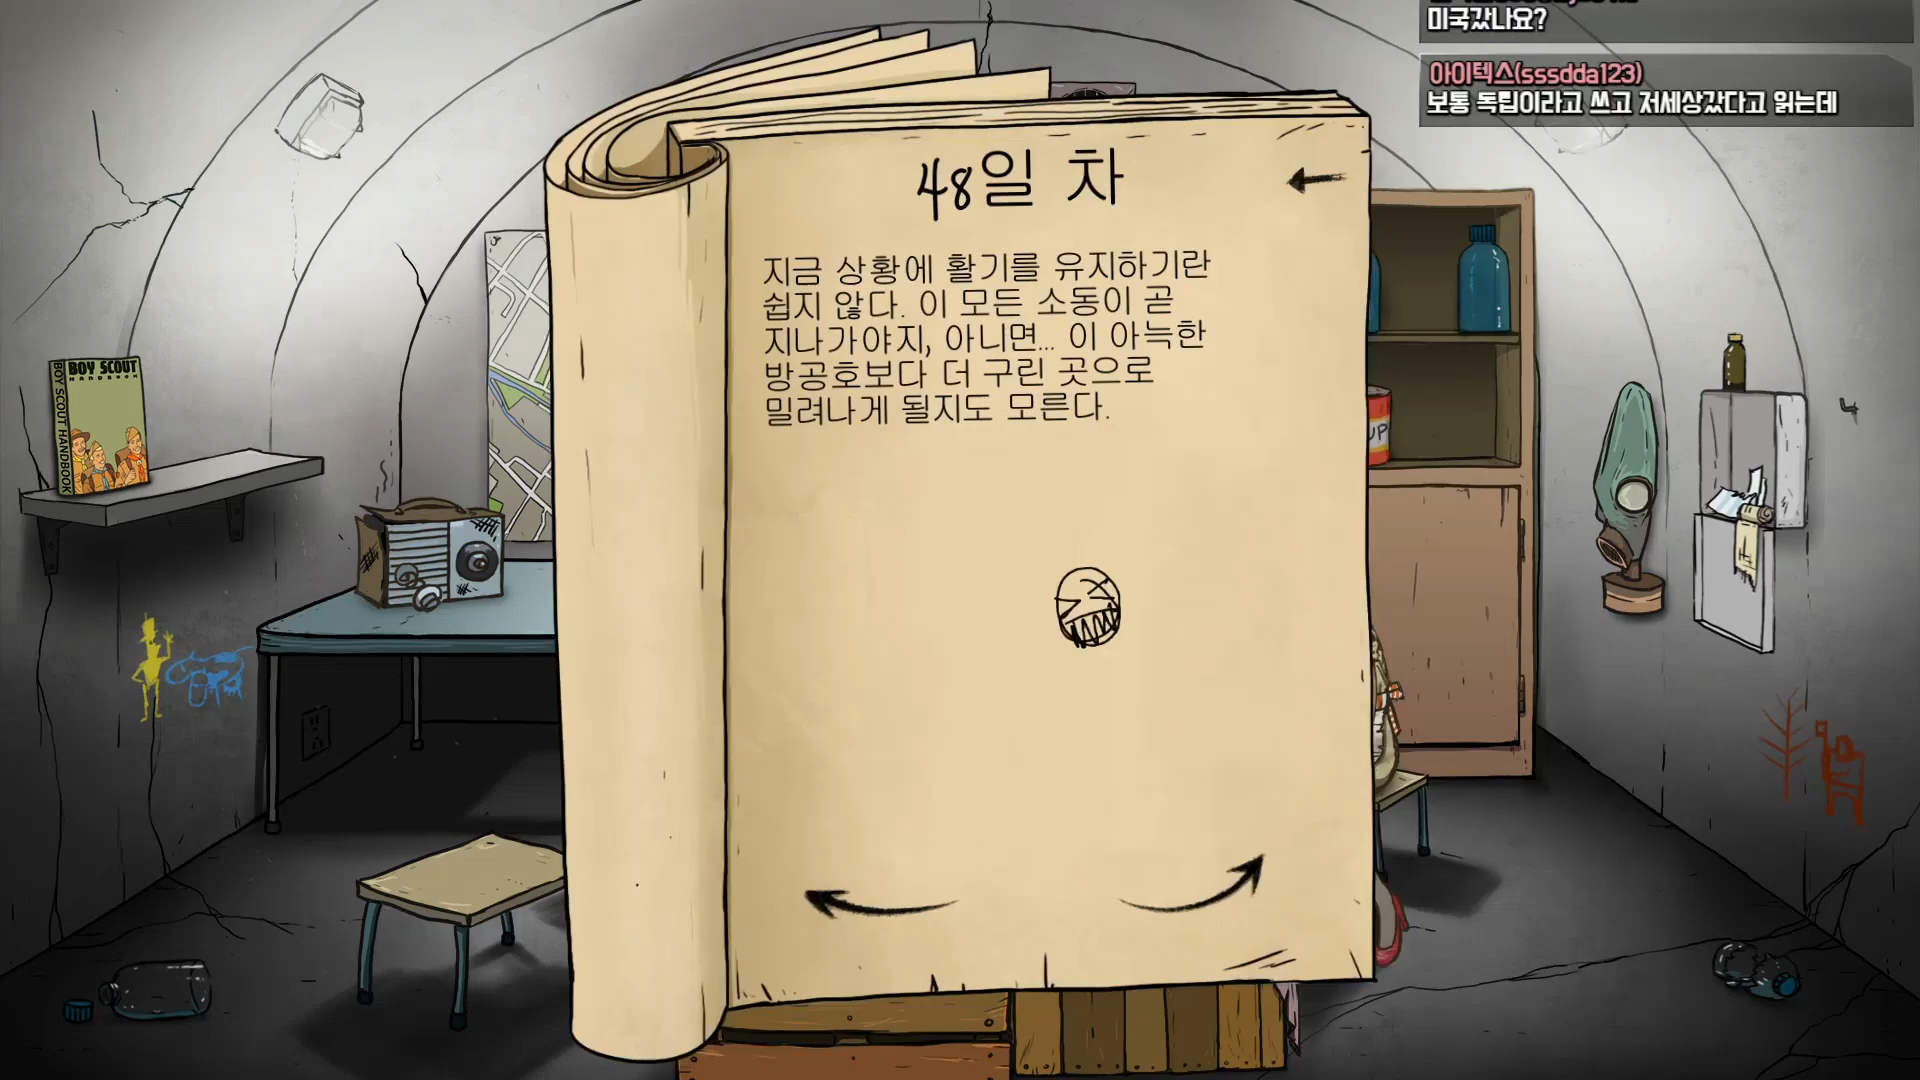 미국갔나요?
아이텍스(sssdda123)
보통 독립이라고 쓰고 저세상갔다고 읽는데
48일 차
지금 상황에 활기를 유지하기란
쉽지 않다. 이 모든 소동이 곧
지나가야지, 아니면... 이 아늑한
방공호보다 더 구린 곳으로
밀려나게 될지도 모른다.
BOY SCOUT
HANDBOOK
BOY SCOUT HANDBOOK
UP